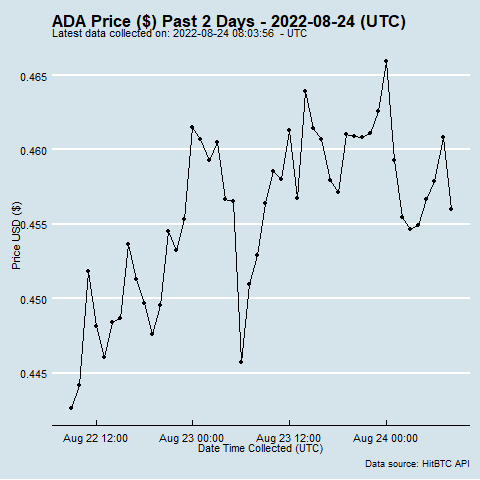 ADA Price ($) Past 2 Days - 2022-08-24 (UTC)
Latest data collected on: 2022-08-24 08:03:56 - UTC
0.465
0.460
0.455
0.450
0.445
Price USD ($)
Aug 22 12:00 Aug 23 00:00 Aug 23 12:00 Aug 24 00:00
Date Time Collected (UTC)
Data source: HitBTC API